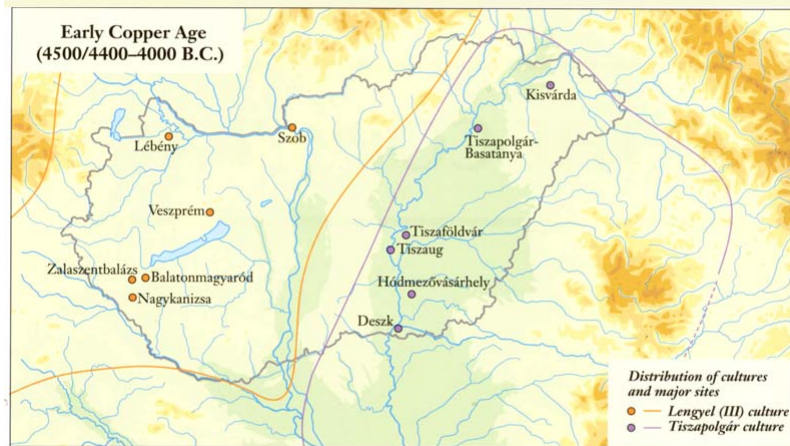 Early Copper Age
(4500/4400–4000 B.C.)
Kisvárda
Lébény
Szob
Tiszapolgár-
Basatanya
Veszprém
Tiszaföldvár
Tiszaug
Zalaszentbalázs
Balatonmagyaród
Nagykanizsa
Hódmezővásárhely
Deszk
Distribution of cultures
and major sites
Lengyel (III) culture
Tiszapolgár culture